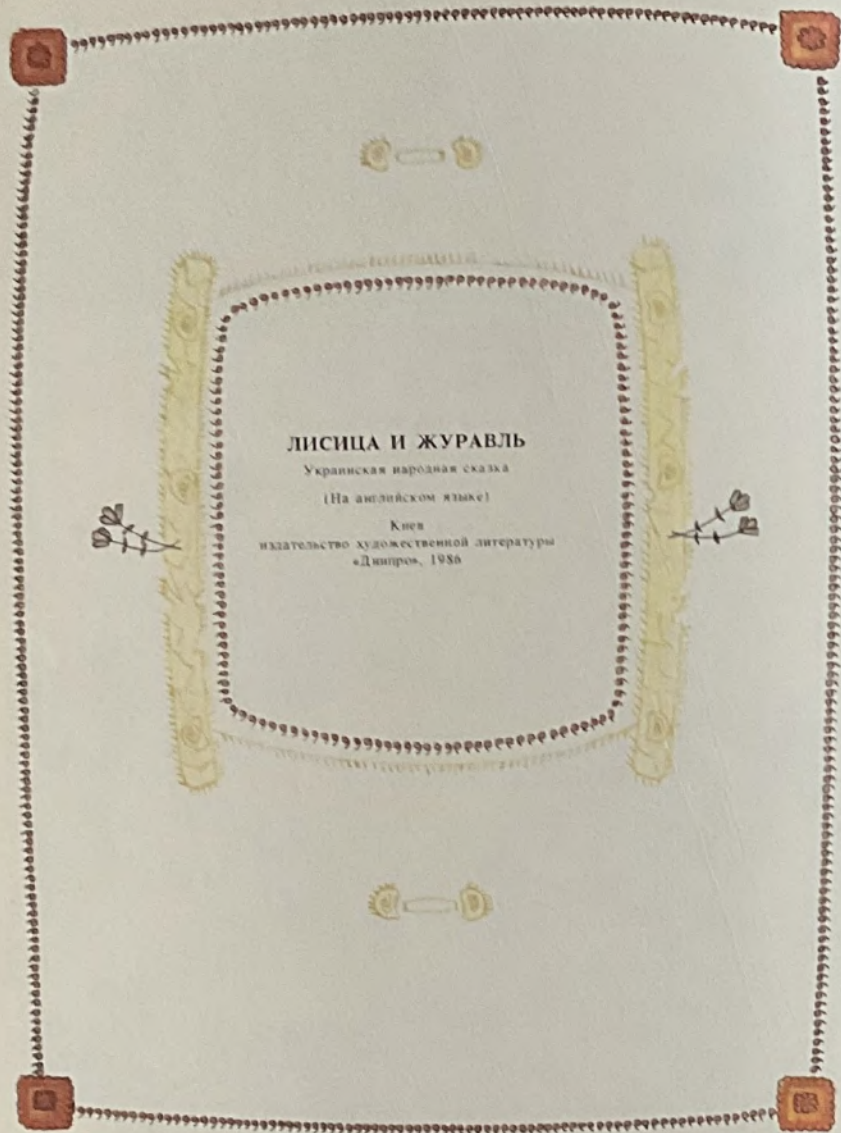 ЛИСИЦА И ЖУРАВЛЬ
Украинская народная сказка
(На английском языке)
Киев
издательство художественной литературы
«Днипро», 1986